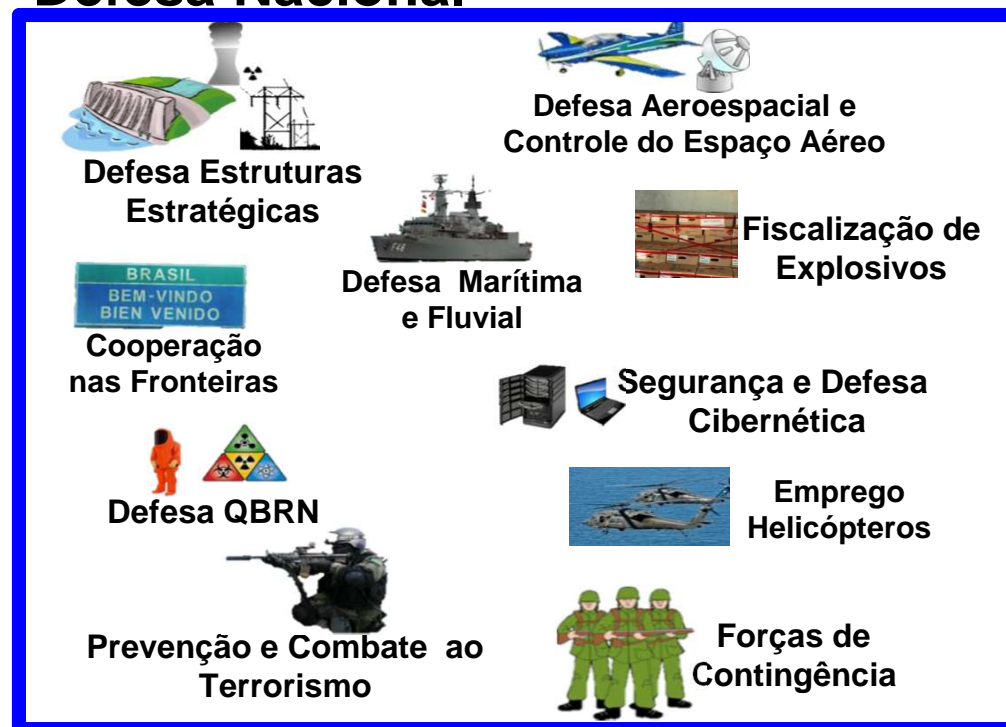 Defesa Nacional
Defesa Aeroespacial e
Controle do Espaço Aéreo
Defesa Estruturas
Estratégicas
F46
Defesa Marítima
e Fluvial
Fiscalização de
Explosivos
BRASIL
BEM-VINDO
BIEN VENIDO
Cooperação
nas Fronteiras
Segurança e Defesa
Cibernética
Defesa QBRN
Emprego
Helicópteros
Prevenção e Combate ao
Terrorismo
Forças de
Contingência